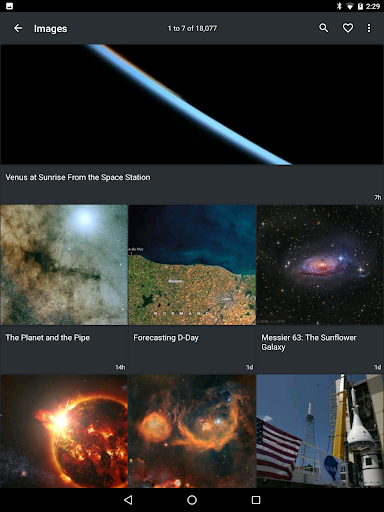 2:29
Images
1 to 7 of 18,077
Venus at Sunrise From the Space Station
7h
NORMAND
The Planet and the Pipe
Forecasting D-Day
Messier 63: The Sunflower
Galaxy
14h
1d
1d